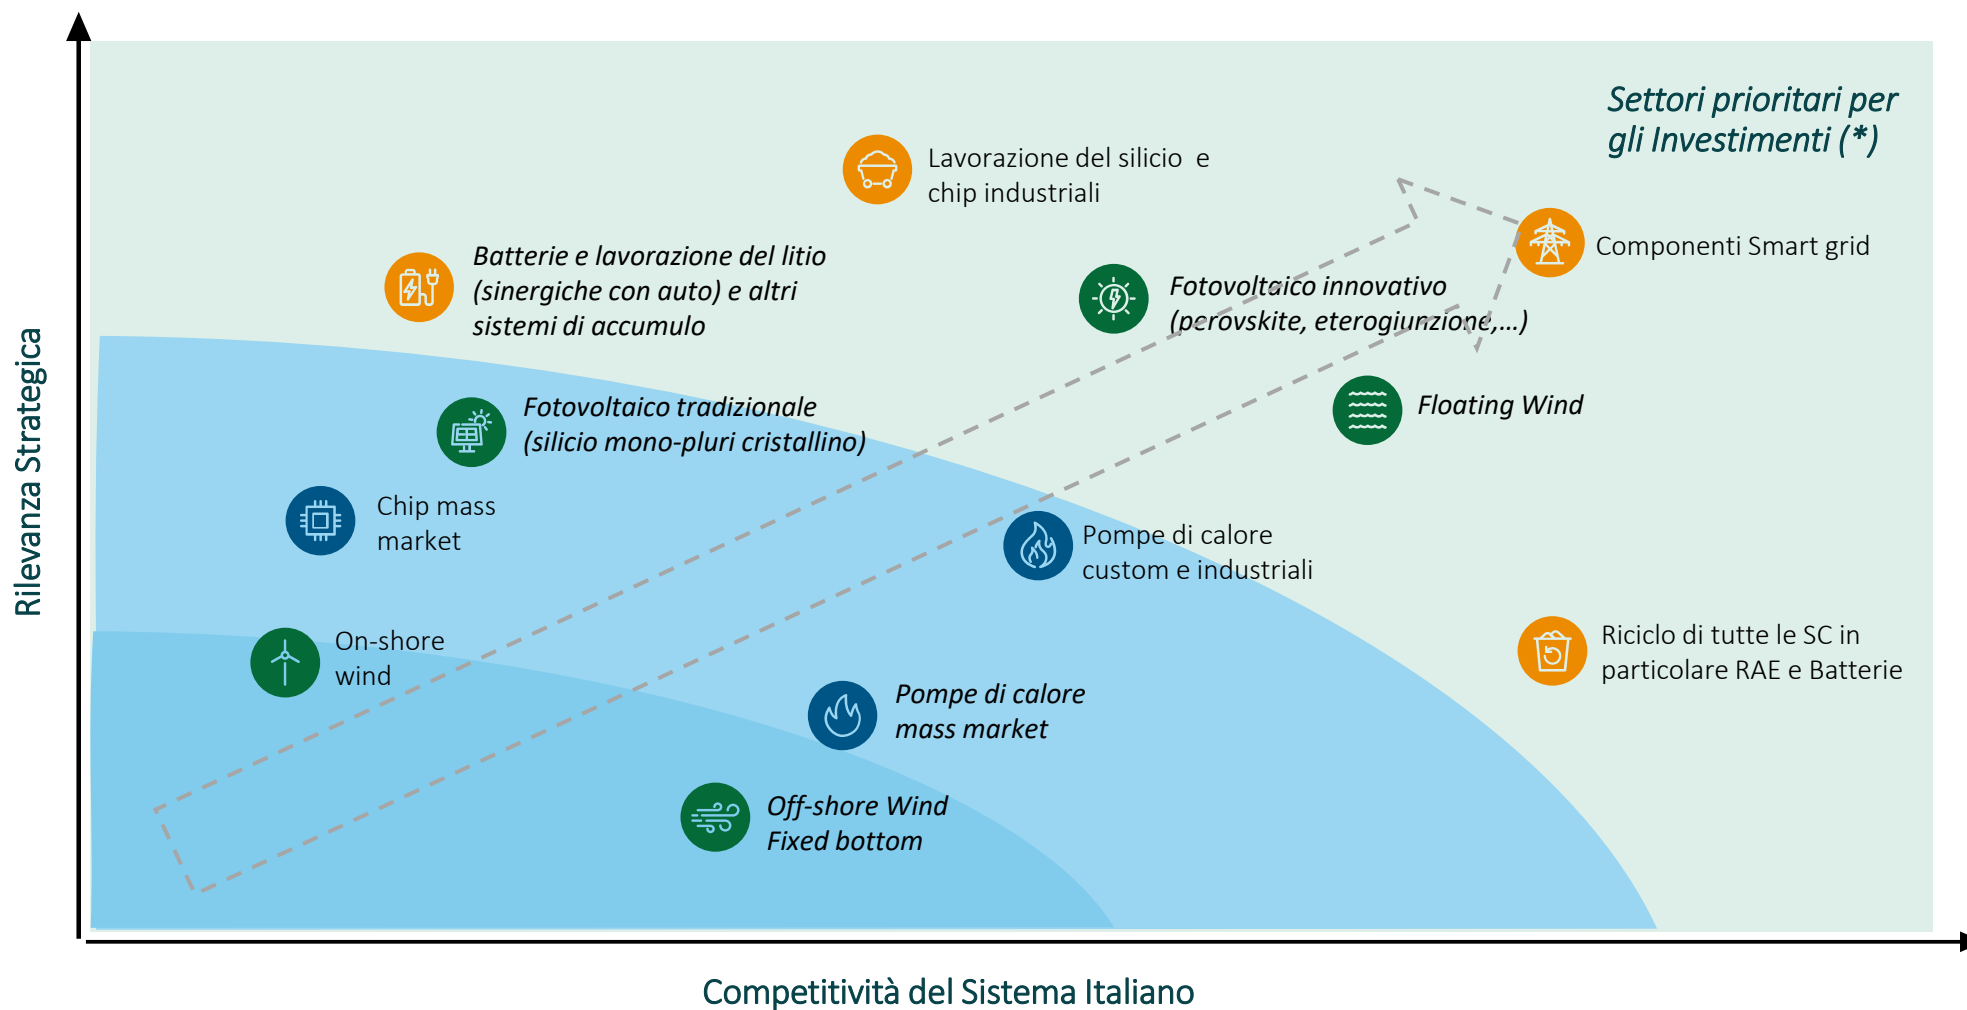 Settori prioritari per
gli Investimenti (*)
Lavorazione del silicio e
chip industriali
Componenti Smart grid
Batterie e lavorazione del litio
(sinergiche con auto) e altri
sistemi di accumulo
Fotovoltaico innovativo
(perovskite, eterogiunzione,...)
Fotovoltaico tradizionale
(silicio mono-pluri cristallino)
Floating Wind
Chip mass
market
Pompe di calore
custom e industriali
On-shore
wind
Riciclo di tutte le SC in
particolare RAE e Batterie
Pompe di calore
mass market
Off-shore Wind
Fixed bottom
Rilevanza Strategica
Competitività del Sistema Italiano